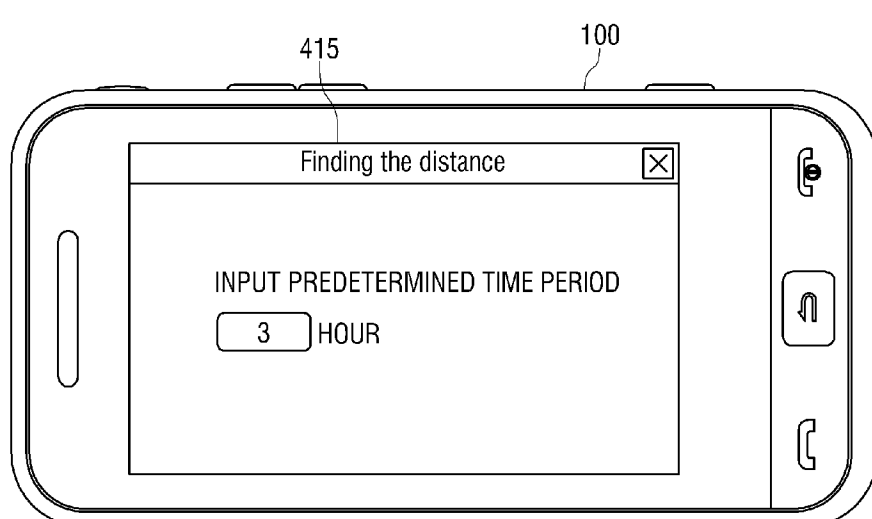 415
100
Finding the distance
INPUT PREDETERMINED TIME PERIOD
3 HOUR